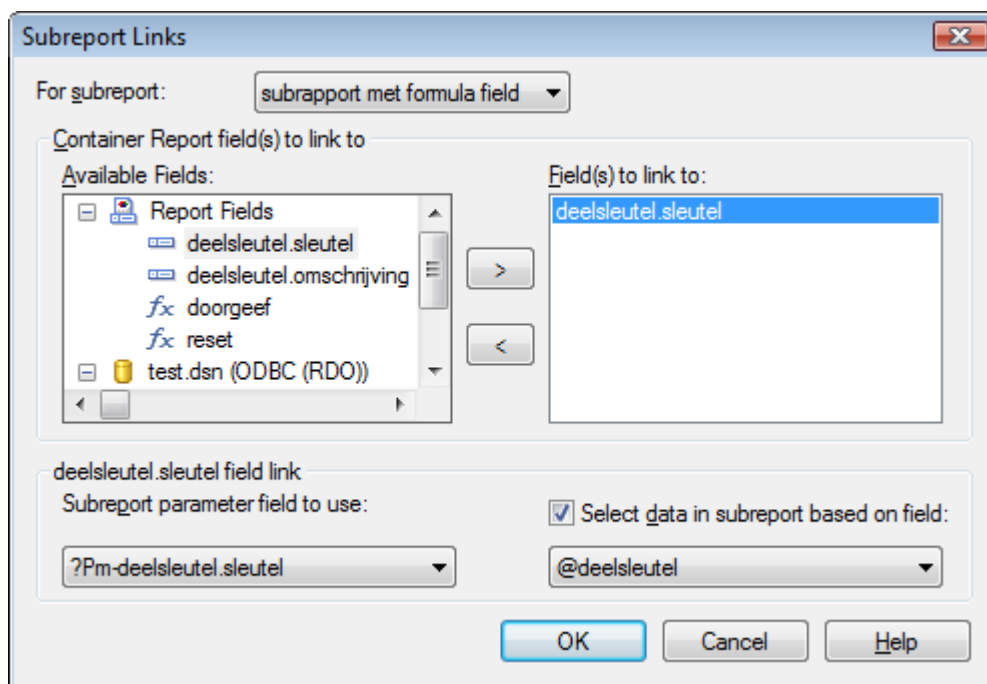 Subreport Links
For subreport:
subrapport met formula field
Container Report field(s) to link to
Available Fields:
Report Fields
deelsleutel.sleutel
deelsleutel.omschrijving
fx doorgeef
fx reset
test.dsn (ODBC (RDO))
>
<
Field(s) to link to:
deelsleutel.sleutel
deelsleutel.sleutel field link
Subreport parameter field to use:
?Pm-deelsleutel.sleutel
Select data in subreport based on field:
@deelsleutel
OK
Cancel
Help